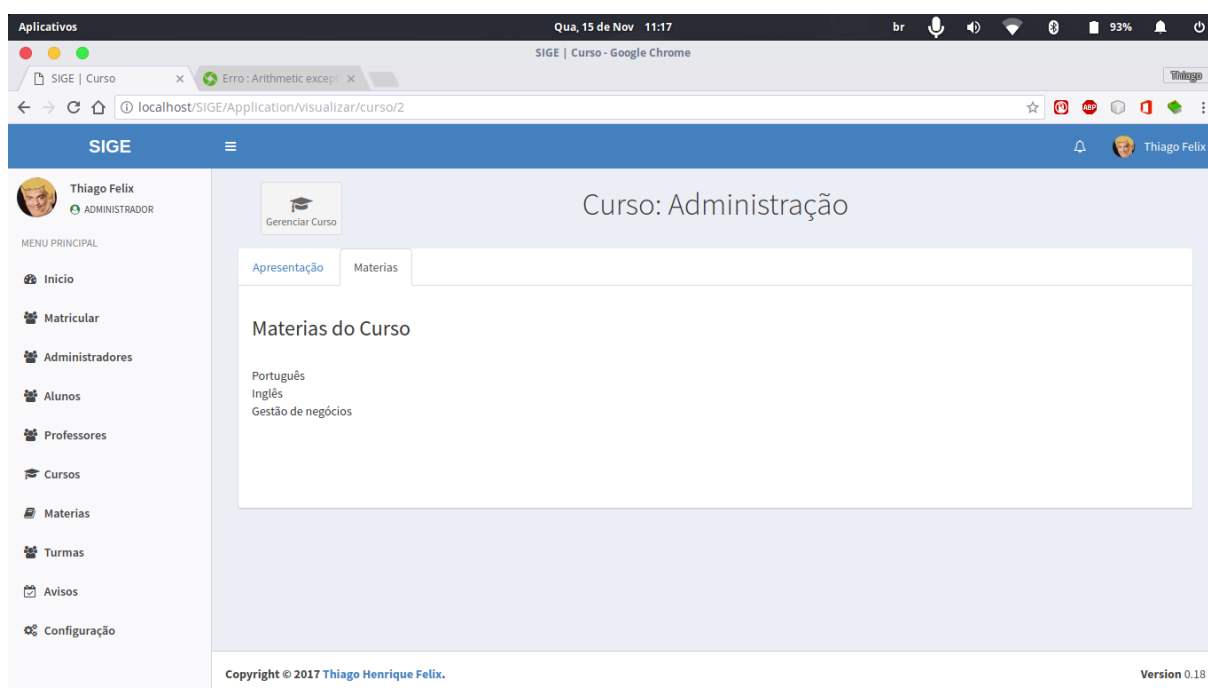 Aplicativos Qua, 15 de Nov 11:17 br 93%
SIGE | Curso - Google Chrome
SIGE | Curso Erro : Arithmetic except Thiago
localhost/SIGE/Application/visualizar/curso/2 ABP
SIGE Thiago Felix
Thiago Felix
ADMINISTRADOR
Gerenciar Curso
Curso: Administração
MENU PRINCIPAL
Apresentação Materias
Inicio
Matricular
Administradores
Alunos
Professores
Cursos
Materias
Turmas
Avisos
Configuração
Materias do Curso
Português
Inglês
Gestão de negócios
Copyright © 2017 Thiago Henrique Felix. Version 0.18